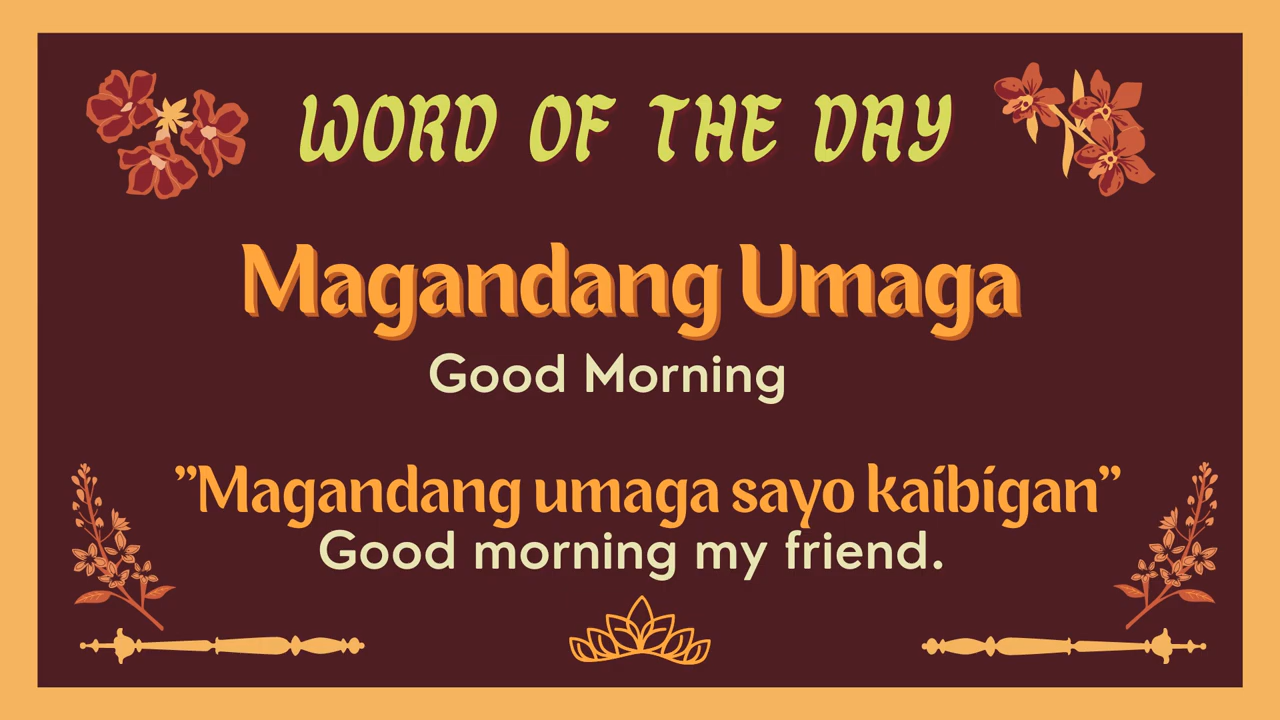 WORD OF THE DAY
Magandang Umaga
Good Morning
”Magandang umaga sayo kaibigan”
Good morning my friend.